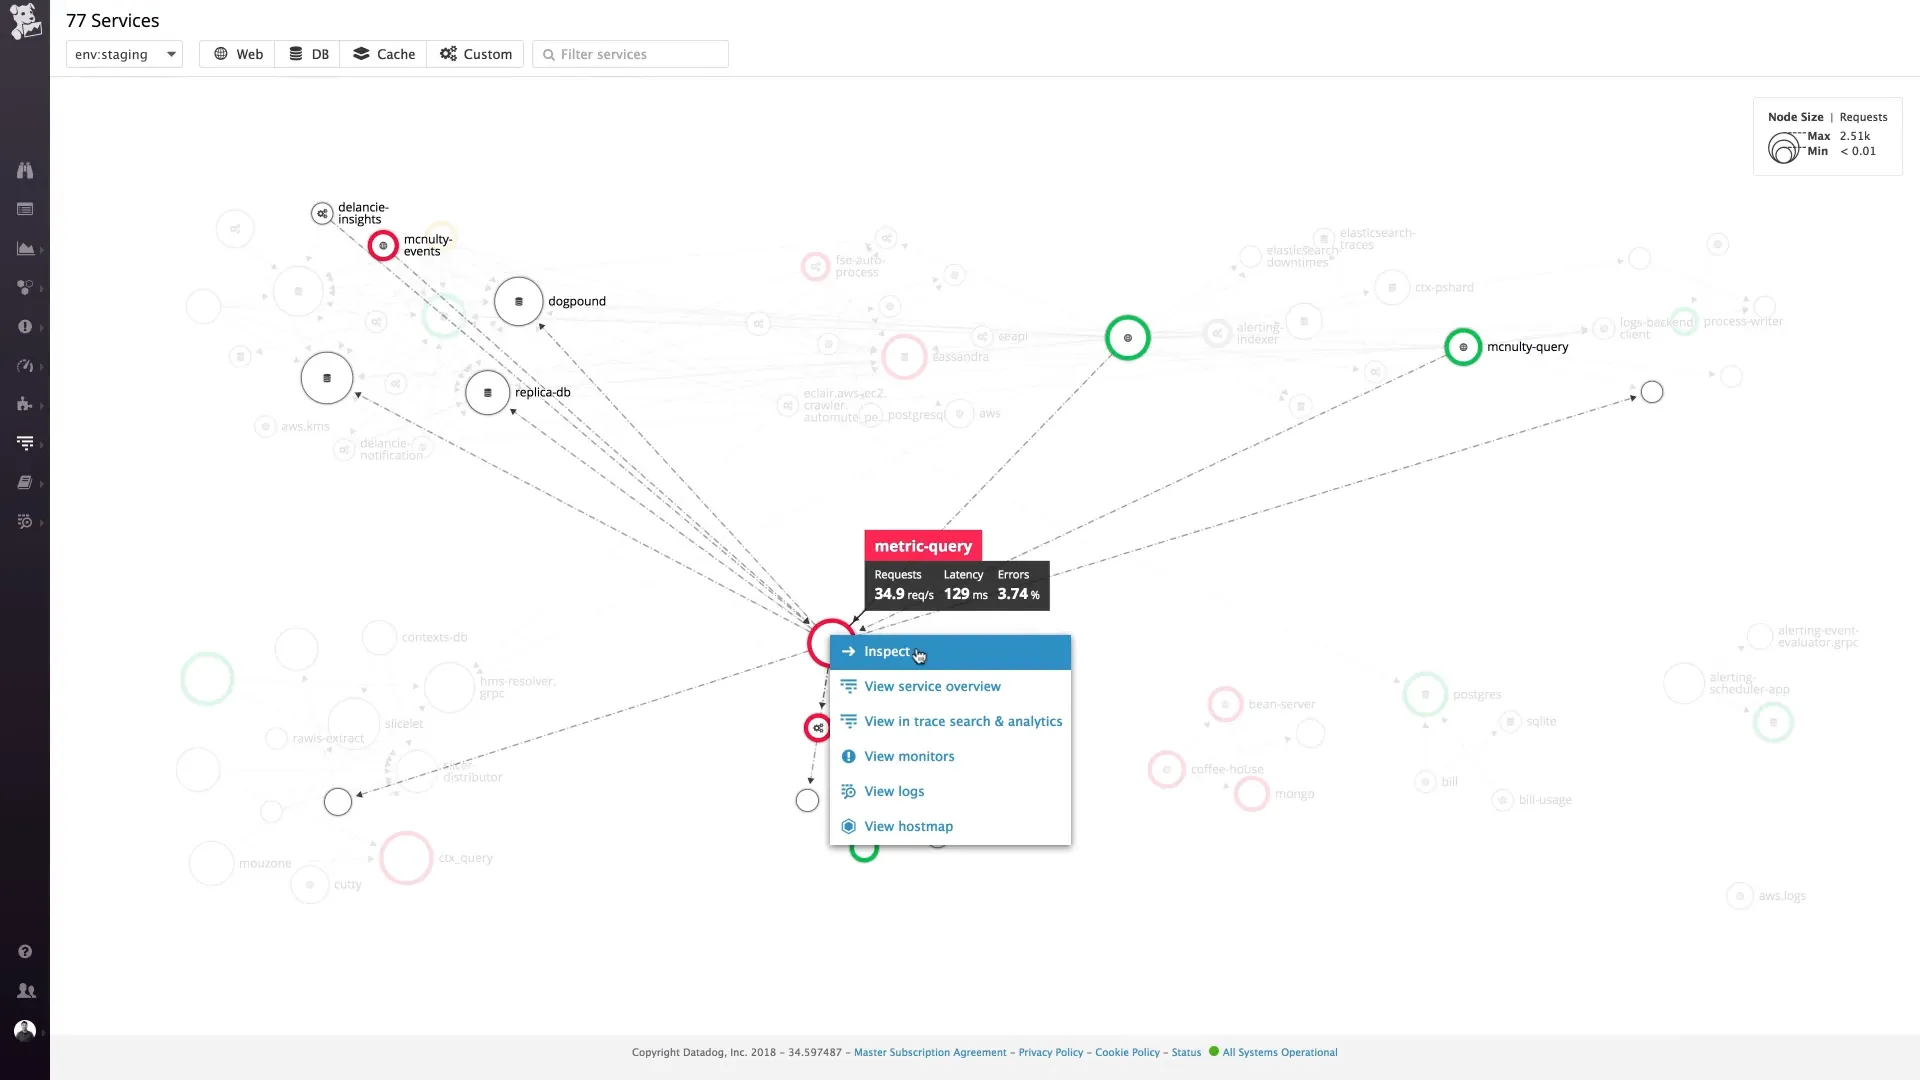 77 Services
env:staging
Web
DB
Cache
Custom
Filter services
Node Size | Requests
Max 2.51k
Min < 0.01
delancie-
insights
mcnulty-
events
dogpound
replica-db
aws.kms
delancie-
notification
fse-auto-
process
cassandra
eclair.aws-ec2.
crawler.
automute_pe...
postgresql
aws
elasticsearch-
traces
elasticsearch-
downtimes
ctx-pshard
alerting-
indexer
logs-backend
client
process-writer
mcnulty-query
metric-query
Requests Latency Errors
34.9 req/s 129 ms 3.74 %
Inspect
View service overview
View in trace search & analytics
View monitors
View logs
View hostmap
contexts-db
hms-resolver.
grpc
slicelet
rawls-extract
distributor
mouzone
ctx_query
cutty
bean-server
coffee-house
mongo
postgres
sqlite
bill
bill-usage
alerting-event-
evaluator.grpc
alerting-
scheduler-app
aws.logs
Copyright Datadog, Inc. 2018 - 34.597487 - Master Subscription Agreement - Privacy Policy - Cookie Policy - Status All Systems Operational